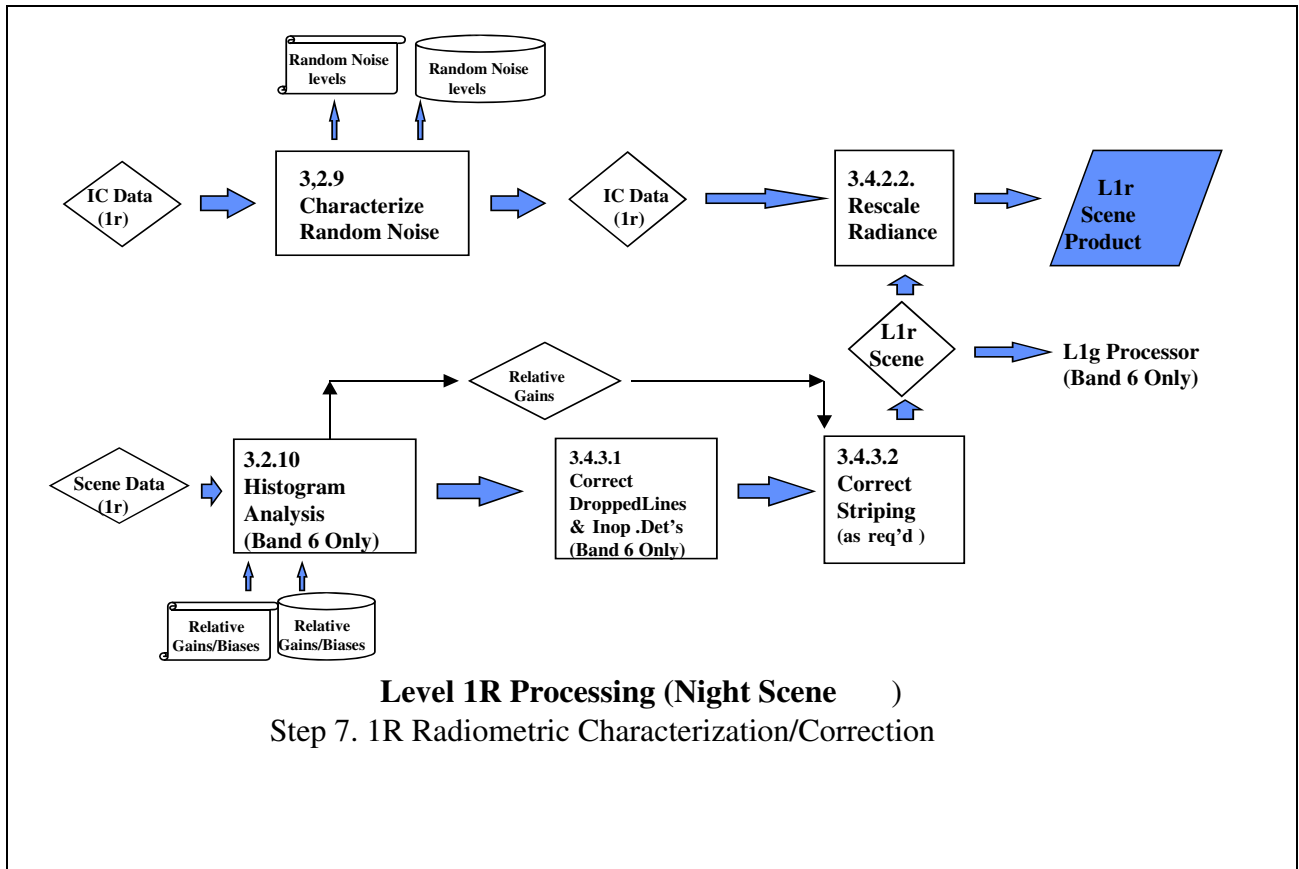 Random Noise
levels
Random Noise
levels
IC Data
(1r)
3,2.9
Characterize
Random Noise
IC Data
(1r)
3.4.2.2.
Rescale
Radiance
L1r
Scene
Product
L1r
Scene
L1g Processor
(Band 6 Only)
Relative
Gains
Scene Data
(1r)
3.2.10
Histogram
Analysis
(Band 6 Only)
3.4.3.1
Correct
DroppedLines
& Inop .Det's
(Band 6 Only)
3.4.3.2
Correct
Striping
(as req'd )
Relative
Gains/Biases
Relative
Gains/Biases
Level 1R Processing (Night Scene )
Step 7. 1R Radiometric Characterization/Correction